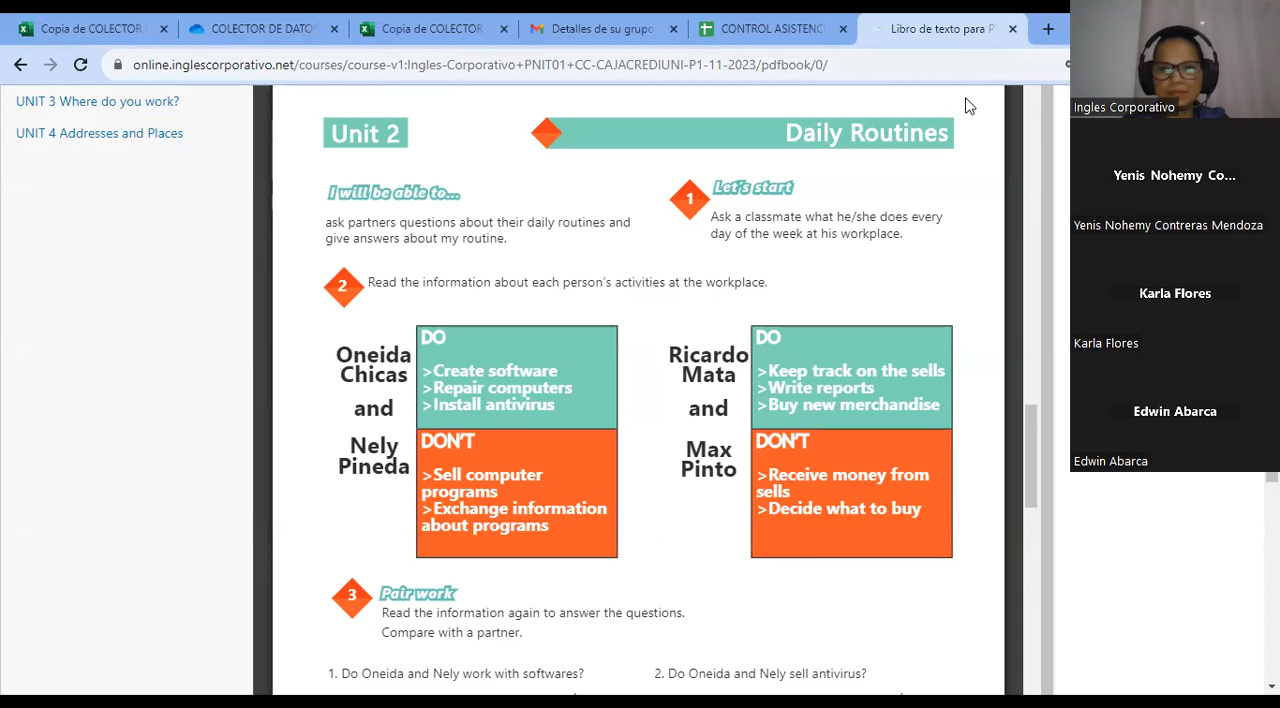 Copia de COLECTOR
COLECTOR DE DATOS
Copia de COLECTOR
Detalles de su grupo
CONTROL ASISTENC
Libro de texto para P
online.inglescorporativo.net/courses/course-v1:Ingles-Corporativo+PNIT01+CC-CAJACREDIUNI-P1-11-2023/pdfbook/0/
UNIT 3 Where do you work?
UNIT 4 Addresses and Places
Unit 2
Daily Routines
I will be able to...
ask partners questions about their daily routines and
give answers about my routine.
1
Let's start
Ask a classmate what he/she does every
day of the week at his workplace.
2
Read the information about each person's activities at the workplace.
Oneida
Chicas
and
Nely
Pineda
DO
>Create software
>Repair computers
>Install antivirus
DON'T
>Sell computer
programs
>Exchange information
about programs
Ricardo
Mata
and
Max
Pinto
DO
>Keep track on the sells
>Write reports
>Buy new merchandise
DON'T
>Receive money from
sells
>Decide what to buy
3
Pair work
Read the information again to answer the questions.
Compare with a partner.
1. Do Oneida and Nely work with softwares?
2. Do Oneida and Nely sell antivirus?
Ingles Corporativo
Yenis Nohemy Co...
Yenis Nohemy Contreras Mendoza
Karla Flores
Karla Flores
Edwin Abarca
Edwin Abarca